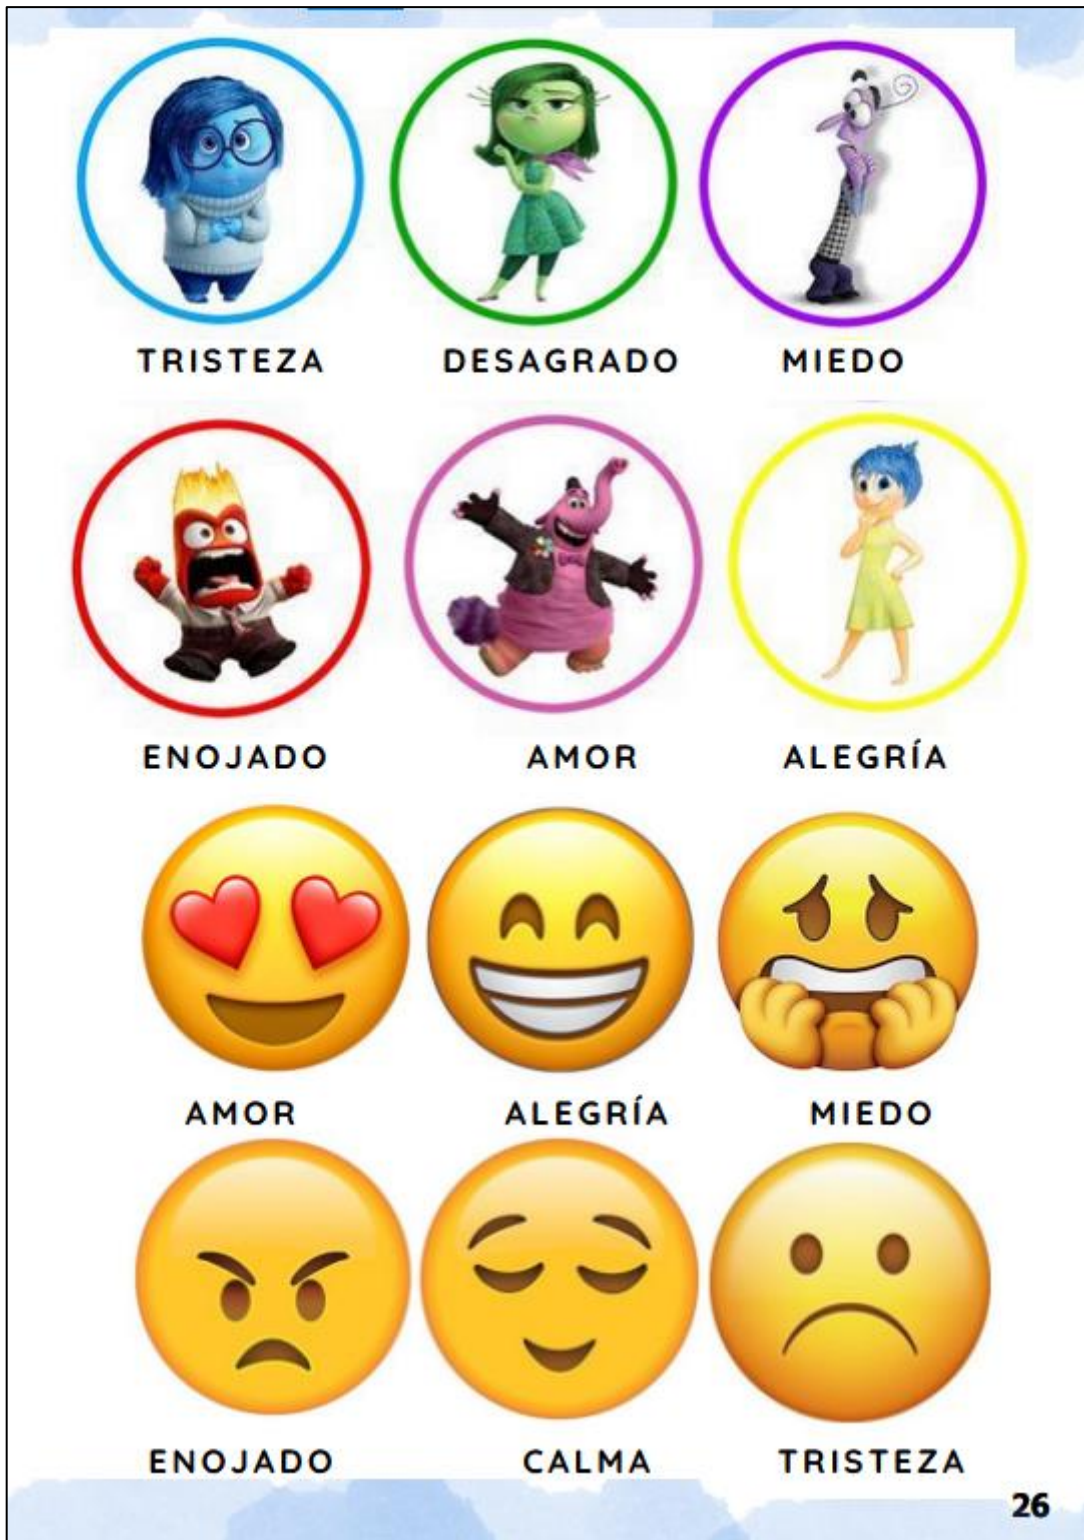 TRISTEZA DESAGRADO MIEDO
ENOJADO AMOR ALEGRÍA
AMOR ALEGRÍA MIEDO
ENOJADO CALMA TRISTEZA
26